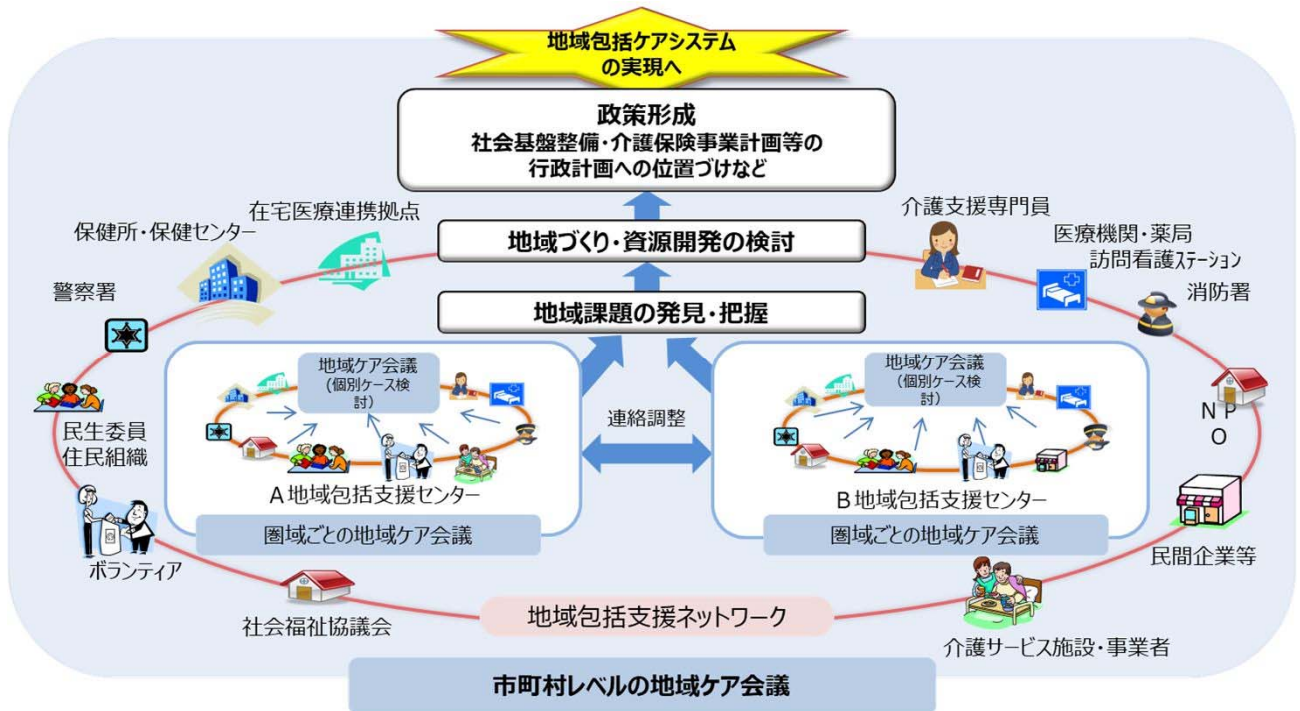 地域包括ケアシステム
の実現へ
政策形成
社会基盤整備・介護保険事業計画等の
行政計画への位置づけなど
在宅医療連携拠点
介護支援専門員
保健所・保健センター
地域づくり・資源開発の検討
医療機関・薬局
訪問看護ステーション
警察署
消防署
地域課題の発見・把握
地域ケア会議
(個別ケース検
討)
地域ケア会議
(個別ケース検
討)
連絡調整
民生委員
住民組織
N P
O
A地域包括支援センター
B地域包括支援センター
圏域ごとの地域ケア会議
圏域ごとの地域ケア会議
ボランティア
民間企業等
社会福祉協議会
地域包括支援ネットワーク
介護サービス施設・事業者
市町村レベルの地域ケア会議